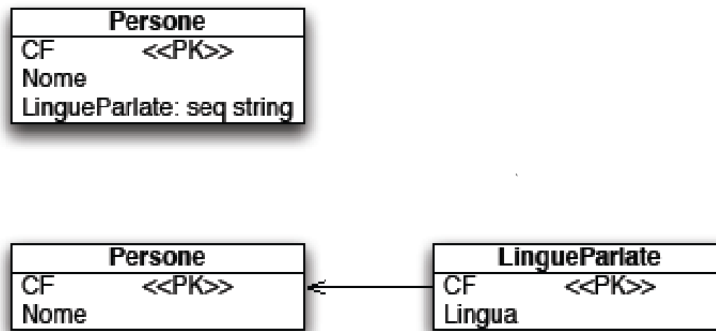 Persone
CF <<PK>>
Nome
LingueParlate: seq string
Persone
CF <<PK>>
Nome
LingueParlate
CF <<PK>>
Lingua